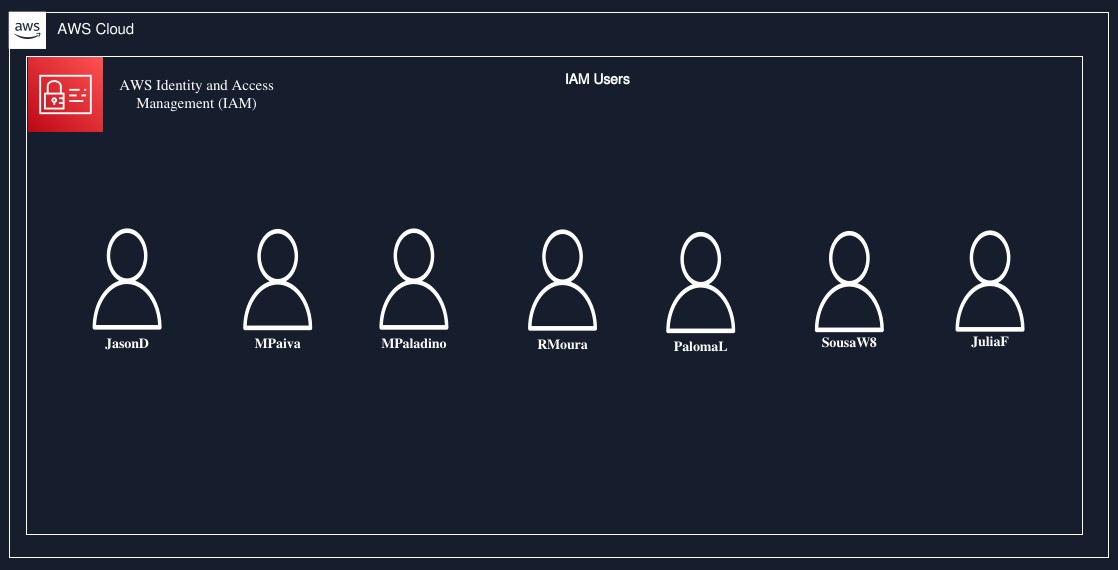 aws
AWS Cloud
AWS Identity and Access
Management (IAM)
IAM Users
JasonD
MPaiva
MPaladino
RMoura
PalomaL
SousaW8
JuliaF